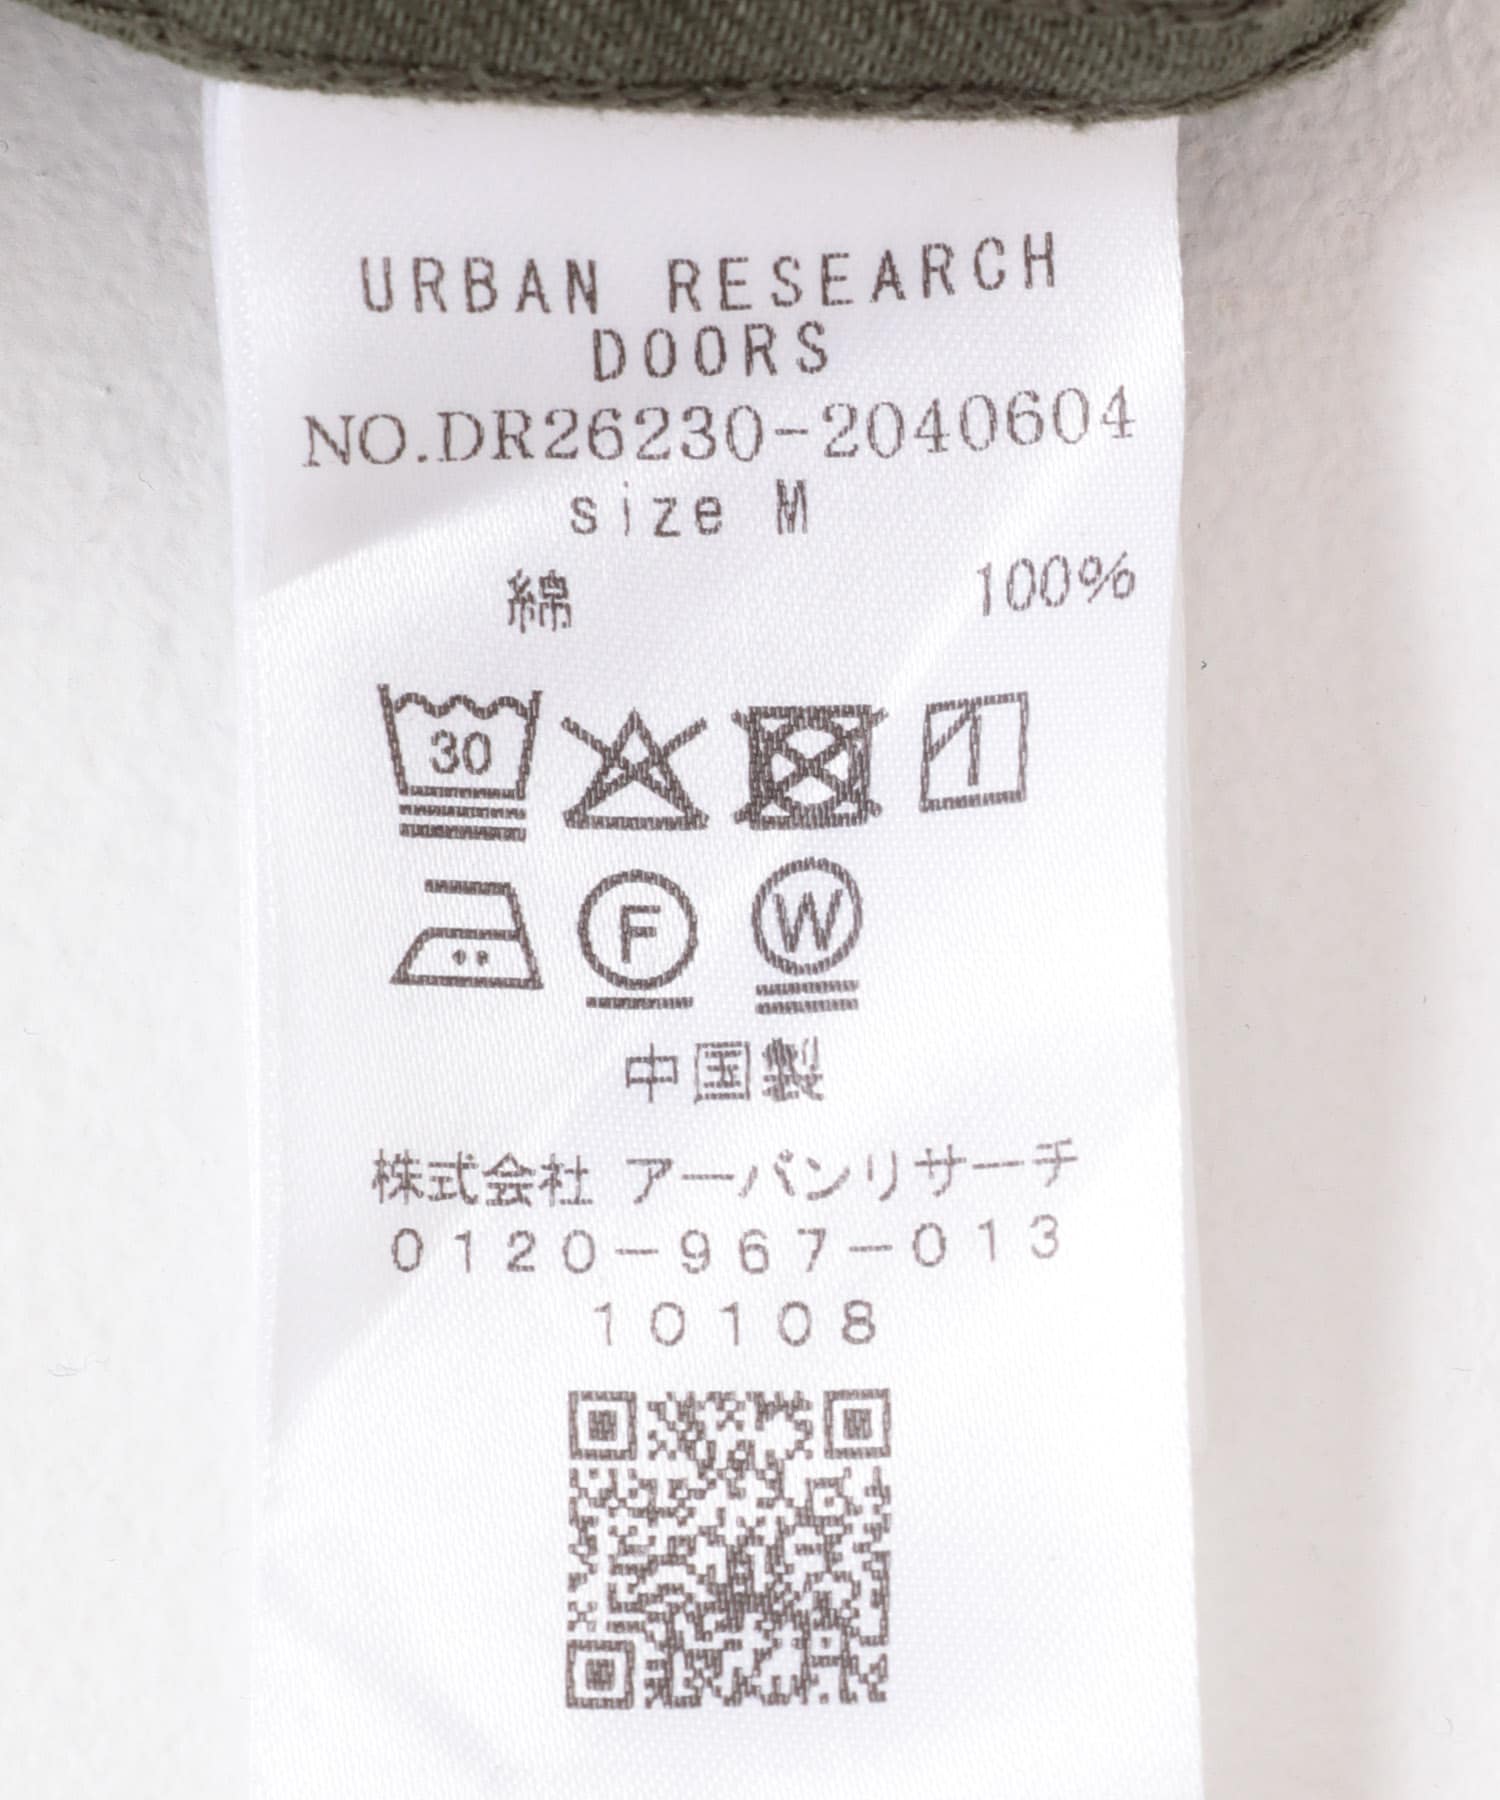 URBAN RESEARCH
DOORS
NO.DR26230-2040604
size M
綿 100%
30
F W
中国製
株式会社 アーバンリサーチ
0120-967-013
10108